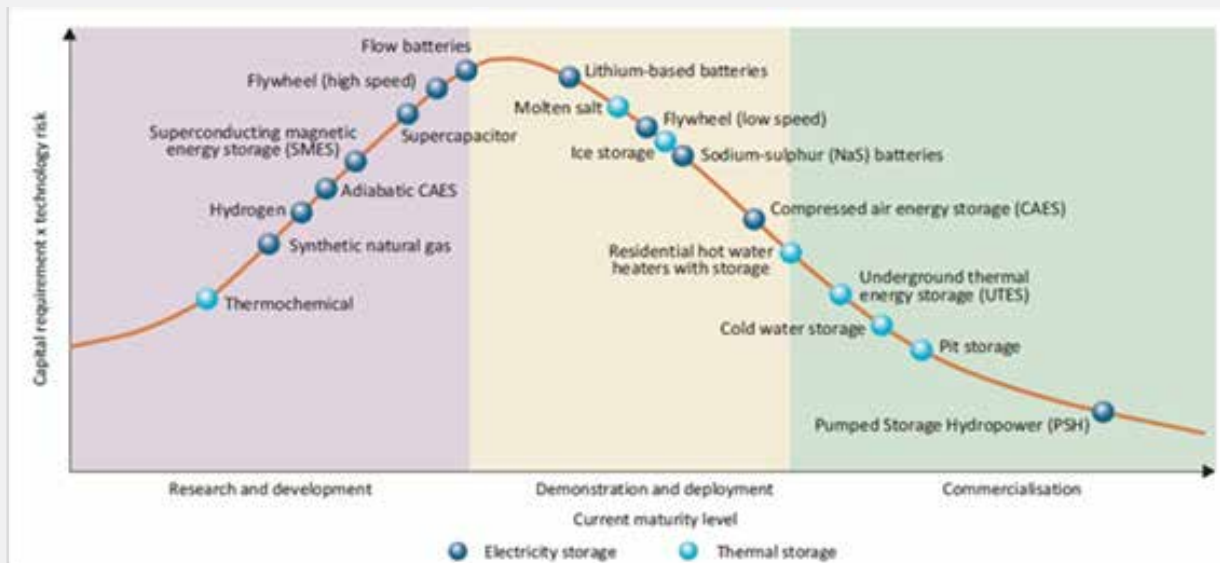 Flow batteries
Flywheel (high speed)
Lithium-based batteries
Molten salt
Flywheel (low speed)
Supercapacitor
Superconducting magnetic
energy storage (SMES)
Ice storage
Sodium-sulphur (NaS) batteries
Adiabatic CAES
Hydrogen
Compressed air energy storage (CAES)
Synthetic natural gas
Residential hot water
heaters with storage
Underground thermal
energy storage (UTES)
Thermochemical
Cold water storage
Pit storage
Pumped Storage Hydropower (PSH)
Capital requirement x technology risk
Research and development
Demonstration and deployment
Commercialisation
Current maturity level
Electricity storage
Thermal storage